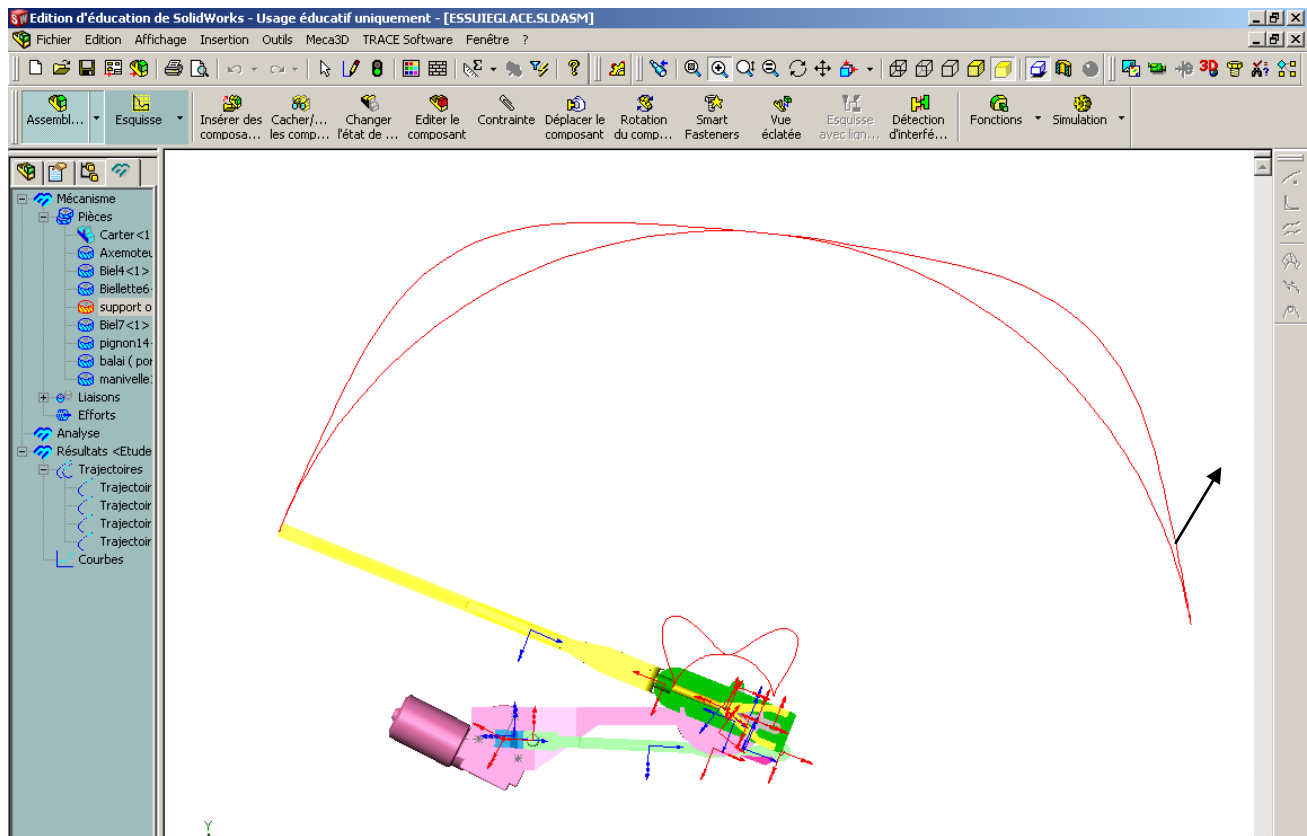 Edition d'éducation de SolidWorks - Usage éducatif uniquement - [ESSUIEGLACE.SLDASM]
Fichier Edition Affichage Insertion Outils Meca3D TRACE Software Fenêtre ?
Assembl... Esquisse Insérer des composa... Cacher/... les comp... Changer l'état de ... Editer le composant Contrainte Déplacer le composant Rotation du comp... Smart Fasteners Vue éclatée Esquisse avec lign... Détection d'interfé... Fonctions Simulation
Mécanisme
Pièces
Carter<1
Axemoteu
Biel4<1>
Biellette6
support o
Biel7<1>
pignon14
balai ( por
manivelle
Liaisons
Efforts
Analyse
Résultats <Etude
Trajectoires
Trajectoir
Trajectoir
Trajectoir
Trajectoir
Courbes
Y